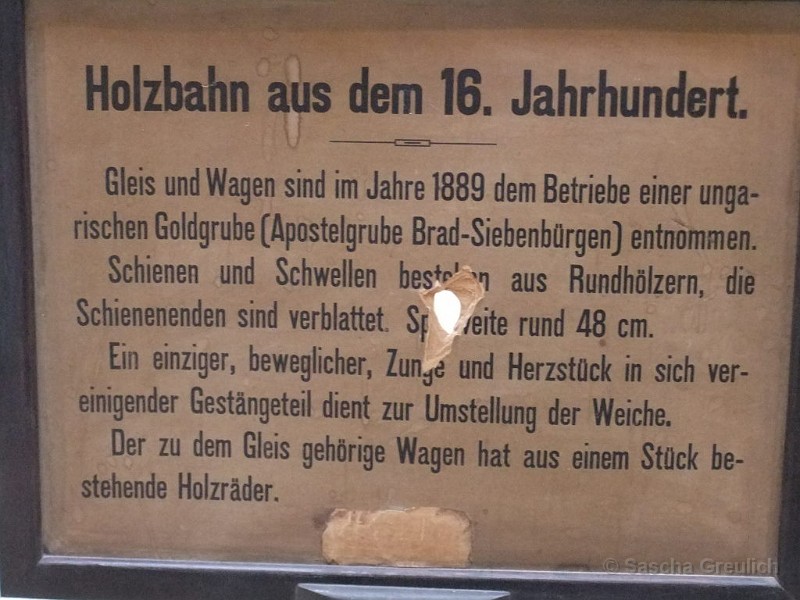 Holzbahn aus dem 16. Jahrhundert.
Gleis und Wagen sind im Jahre 1889 dem Betriebe einer unga-
rischen Goldgrube (Apostelgrube Brad-Siebenbürgen) entnommen.
Schienen und Schwellen bestehen aus Rundhölzern, die
Schienenenden sind verblattet. Spurweite rund 48 cm.
Ein einziger, beweglicher, Zunge und Herzstück in sich ver-
einigender Gestängeteil dient zur Umstellung der Weiche.
Der zu dem Gleis gehörige Wagen hat aus einem Stück be-
stehende Holzräder.
© Sascha Greulich